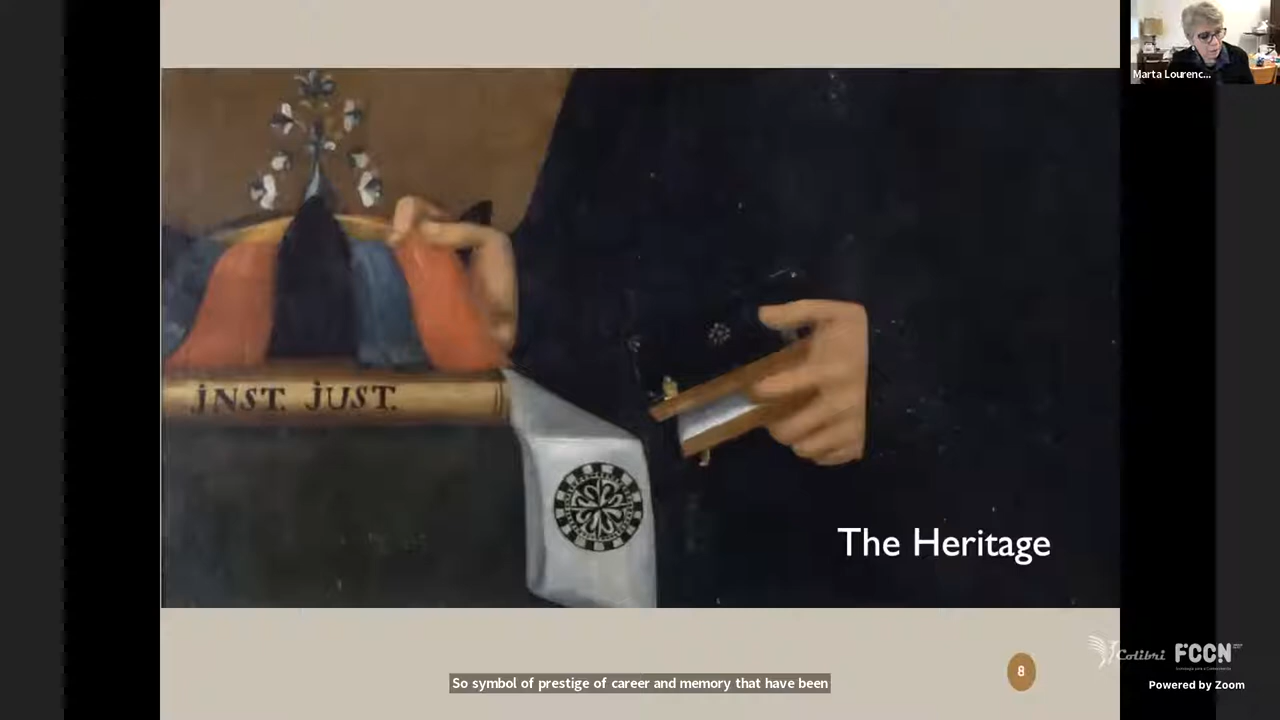 Marta Lourenc...
jNST. jUST.
The Heritage
8
Colibri FCCN
Powered by Zoom
So symbol of prestige of career and memory that have been